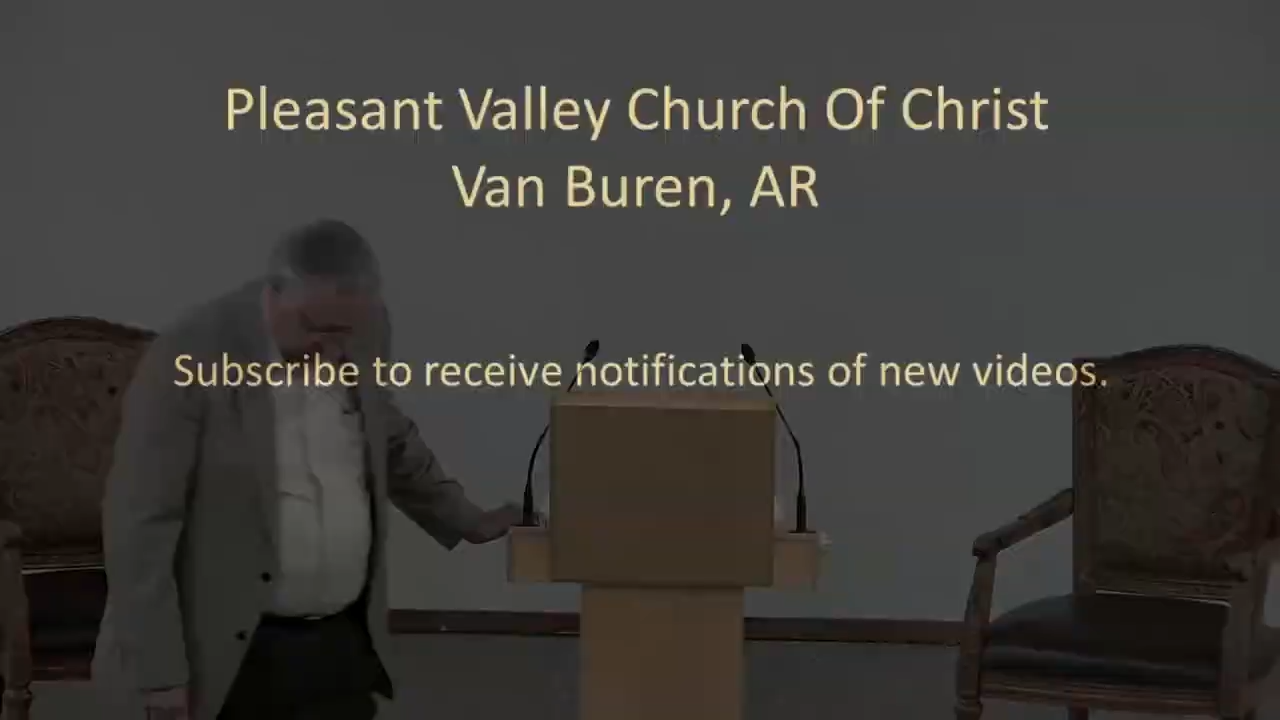 Pleasant Valley Church Of Christ
Van Buren, AR
Subscribe to receive notifications of new videos.